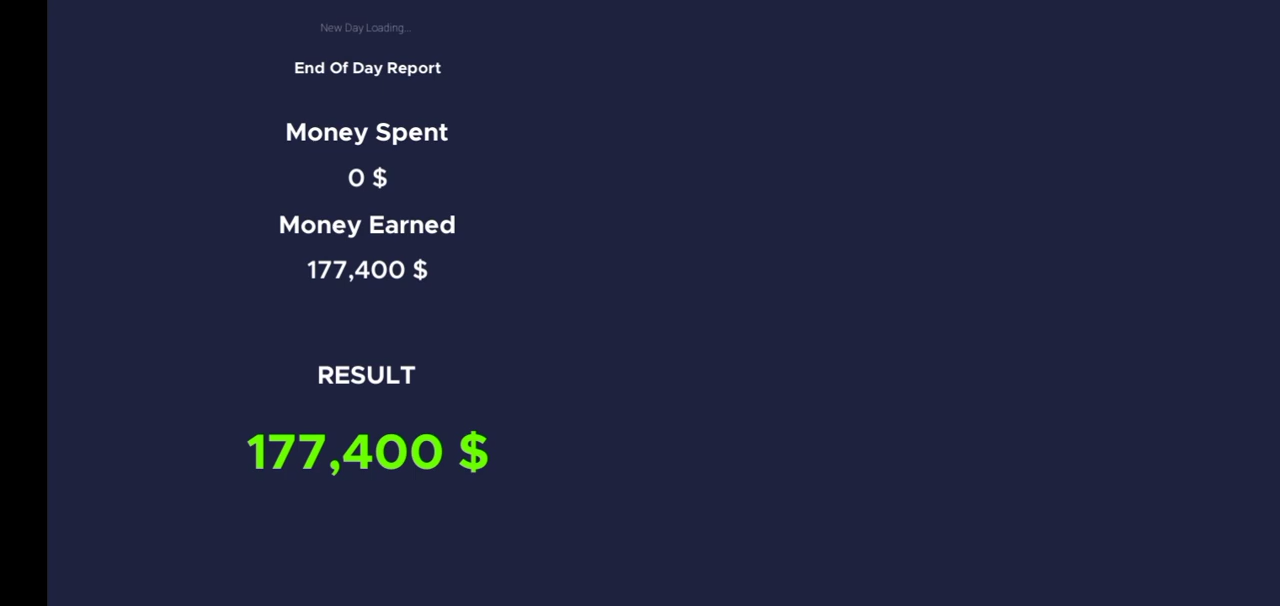 New Day Loading...
End Of Day Report
Money Spent
0 $
Money Earned
177,400 $
RESULT
177,400 $